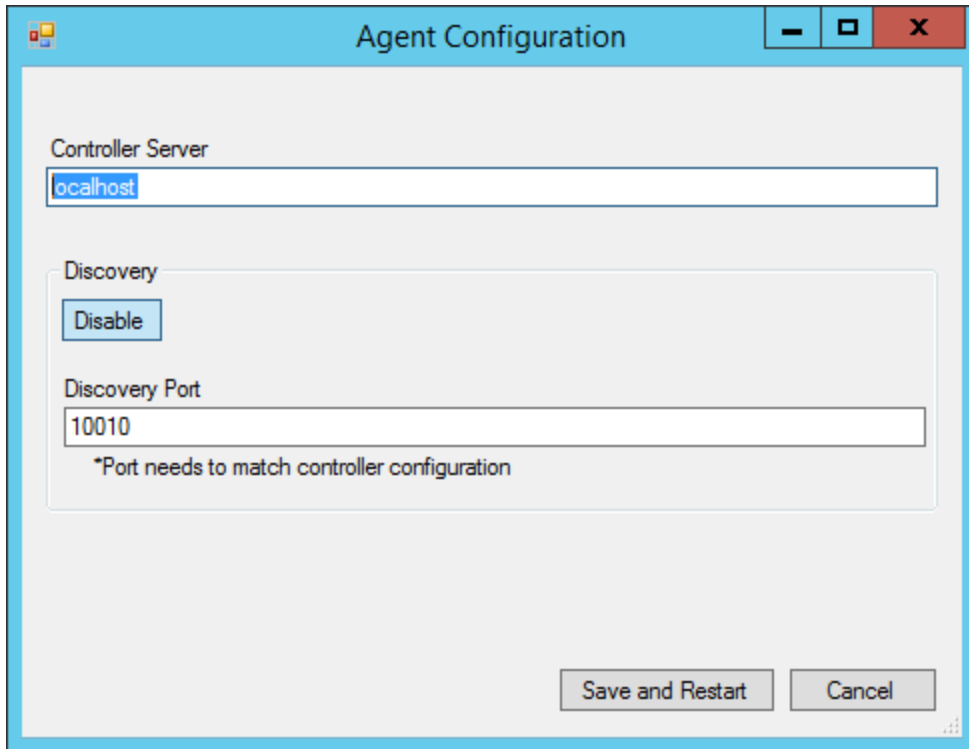 Agent Configuration
Controller Server
localhost
Discovery
Disable
Discovery Port
10010
*Port needs to match controller configuration
Save and Restart
Cancel